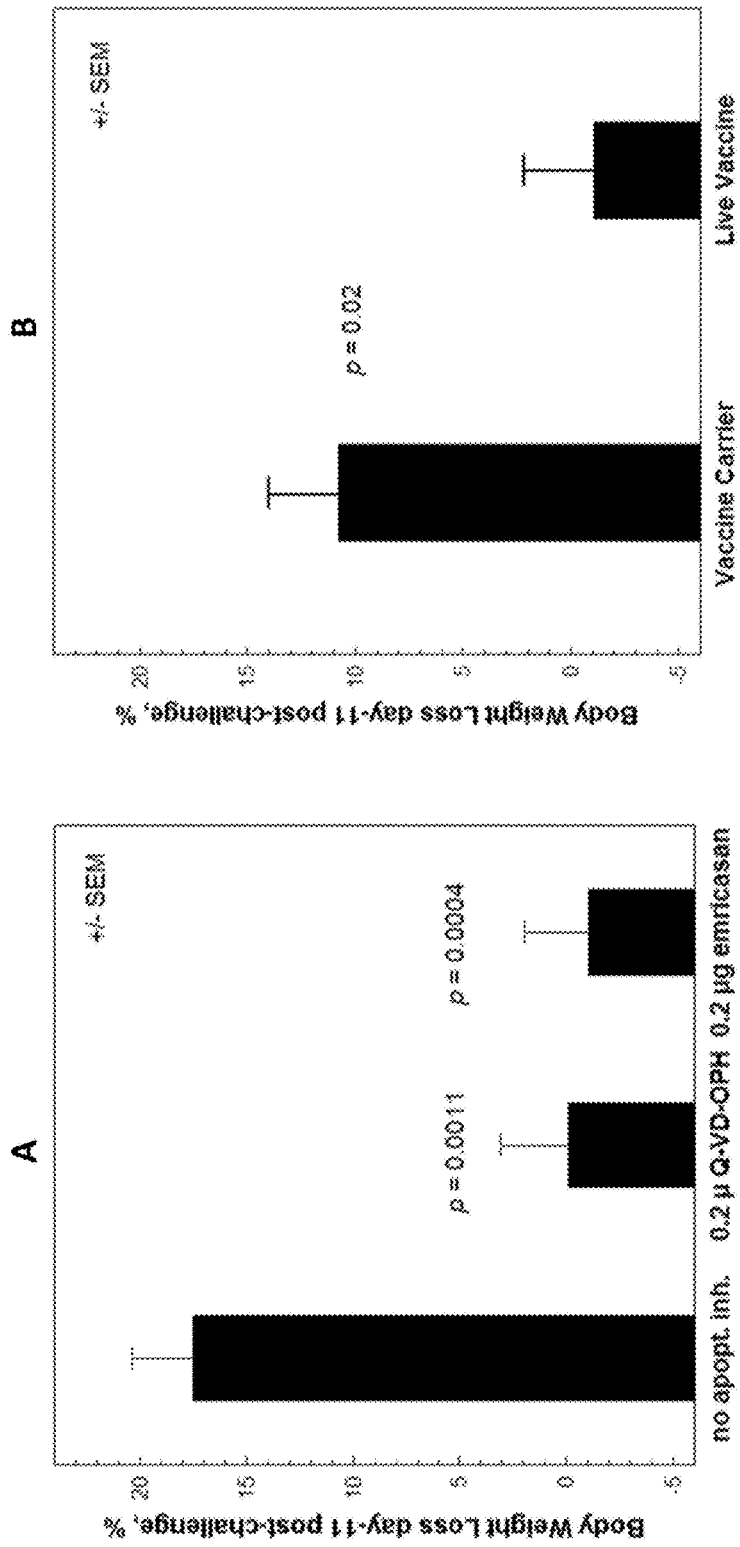 A
+/- SEM
Body Weight Loss day-11 post-challenge, %
20
15
10
5
0
-5
p = 0.0011
p = 0.0004
no apopt. inh.
0.2 µ Q-VD-OPH
0.2 µg emricasan
B
+/- SEM
Body Weight Loss day-11 post-challenge, %
20
15
10
5
0
-5
p = 0.02
Vaccine Carrier
Live Vaccine